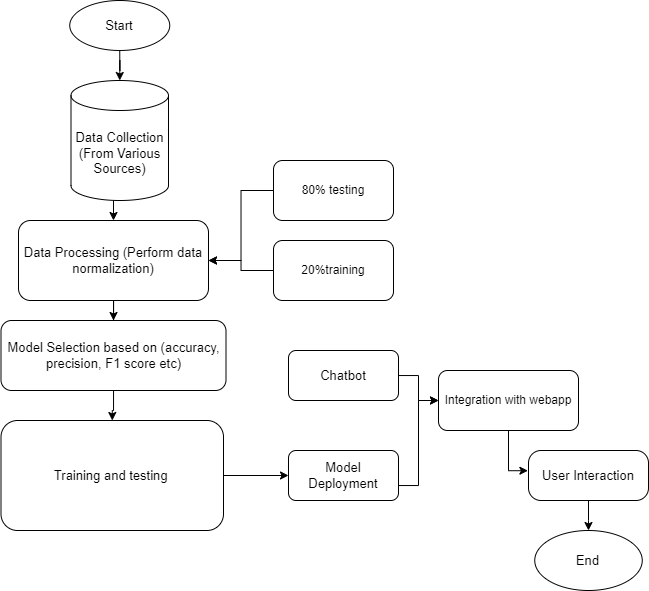 Start
Data Collection
(From Various
Sources)
80% testing
Data Processing (Perform data
normalization)
20%training
Model Selection based on (accuracy,
precision, F1 score etc)
Chatbot
Integration with webapp
Training and testing
Model
Deployment
User Interaction
End